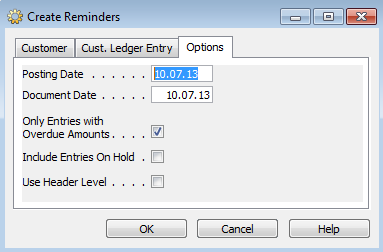 Create Reminders
Customer Cust. Ledger Entry Options
Posting Date . . . . . . 10.07.13
Document Date . . . . 10.07.13
Only Entries with
Overdue Amounts . . . .
Include Entries On Hold .
Use Header Level . . . .
OK Cancel Help